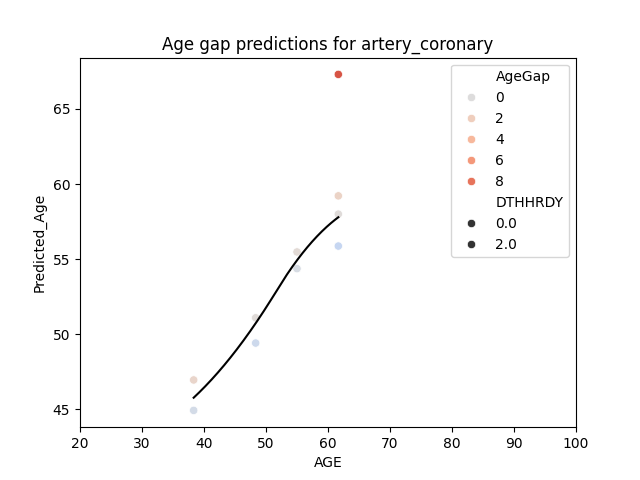 Age gap predictions for artery_coronary
AgeGap
0
2
4
6
8
DTHHRDY
0.0
2.0
Predicted_Age
65
60
55
50
45
20 30 40 50 60 70 80 90 100
AGE